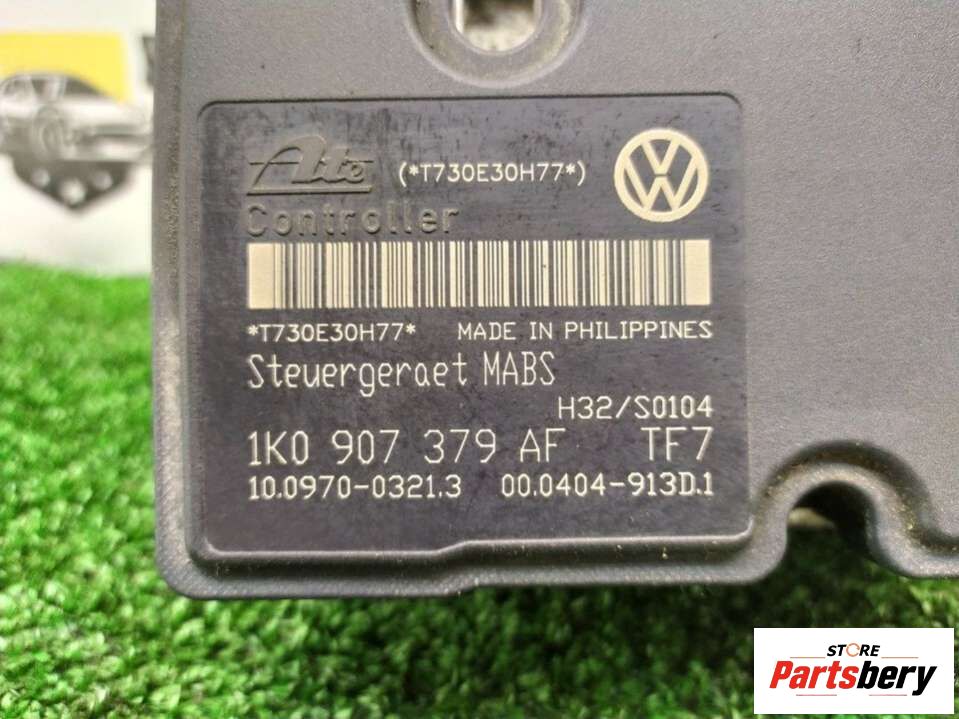 Ate (*T730E30H77*)
Controller
*T730E30H77* MADE IN PHILIPPINES
Steuergeraet MABS
H32/S0104
1K0 907 379 AF TF7
10.0970-0321.3 00.0404-913D.1
STORE
Partsbery